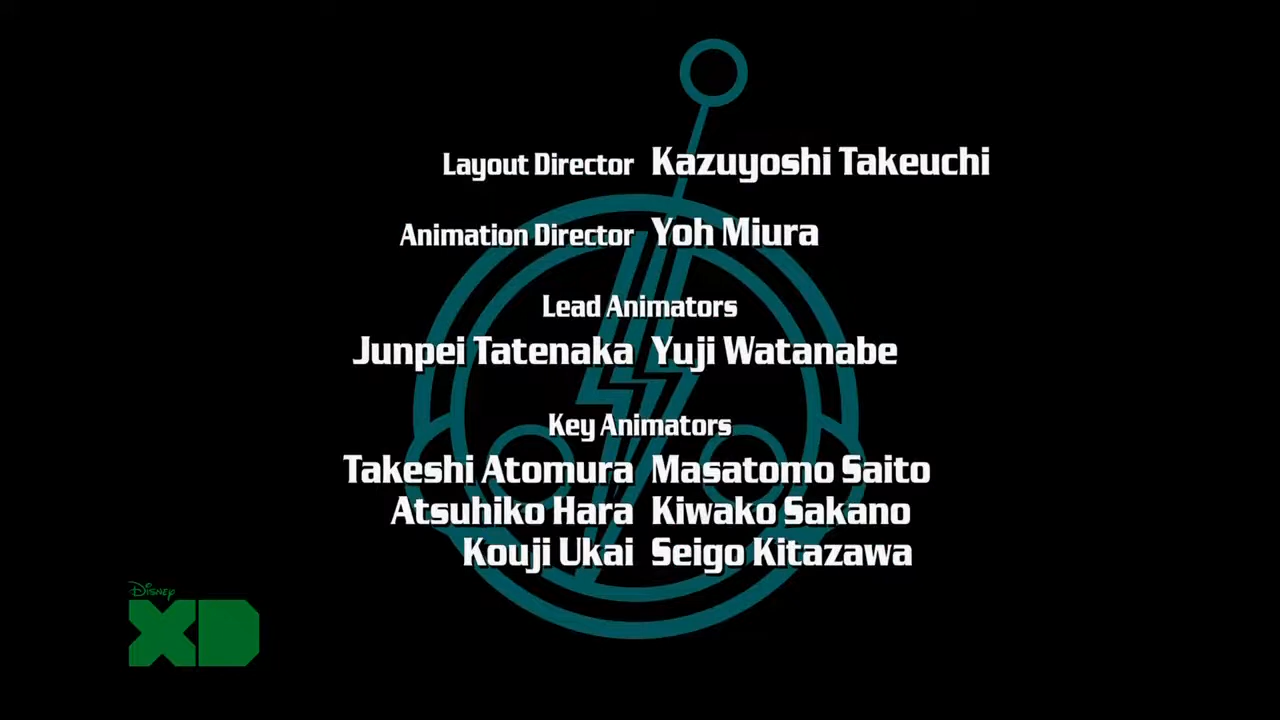 Layout Director Kazuyoshi Takeuchi
Animation Director Yoh Miura
Lead Animators
Junpei Tatenaka Yuji Watanabe
Key Animators
Takeshi Atomura Masatomo Saito
Atsuhiko Hara Kiwako Sakano
Kouji Ukai Seigo Kitazawa
Disney
XD